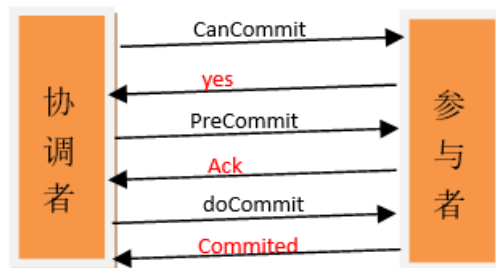 协调者
CanCommit
yes
PreCommit
Ack
doCommit
Commited
参与者